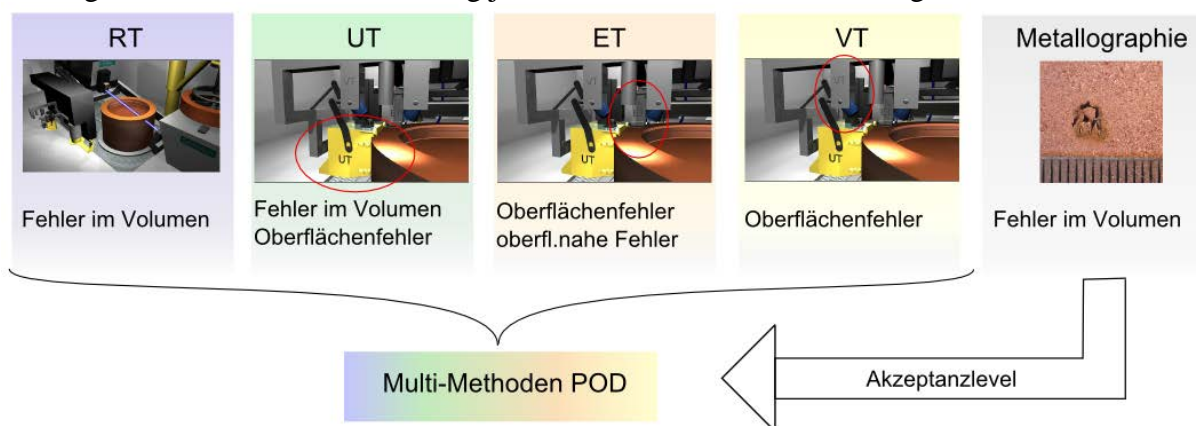 RT
UT
ET
VT
Metallographie
UT
UT
UT
Fehler im Volumen
Fehler im Volumen
Oberflächenfehler
Oberflächenfehler
oberfl.nahe Fehler
Oberflächenfehler
Fehler im Volumen
Multi-Methoden POD
Akzeptanzlevel